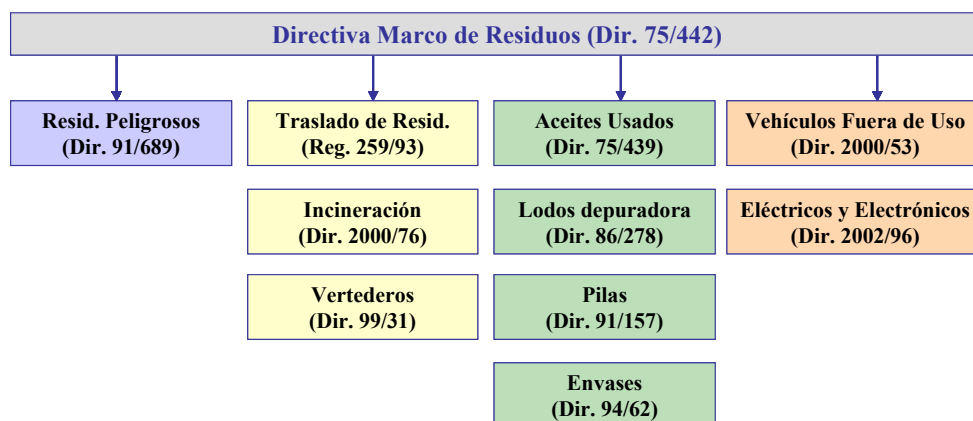 Directiva Marco de Residuos (Dir. 75/442)
Resid. Peligrosos
(Dir. 91/689)
Traslado de Resid.
(Reg. 259/93)
Aceites Usados
(Dir. 75/439)
Vehículos Fuera de Uso
(Dir. 2000/53)
Incineración
(Dir. 2000/76)
Lodos depuradora
(Dir. 86/278)
Eléctricos y Electrónicos
(Dir. 2002/96)
Vertederos
(Dir. 99/31)
Pilas
(Dir. 91/157)
Envases
(Dir. 94/62)